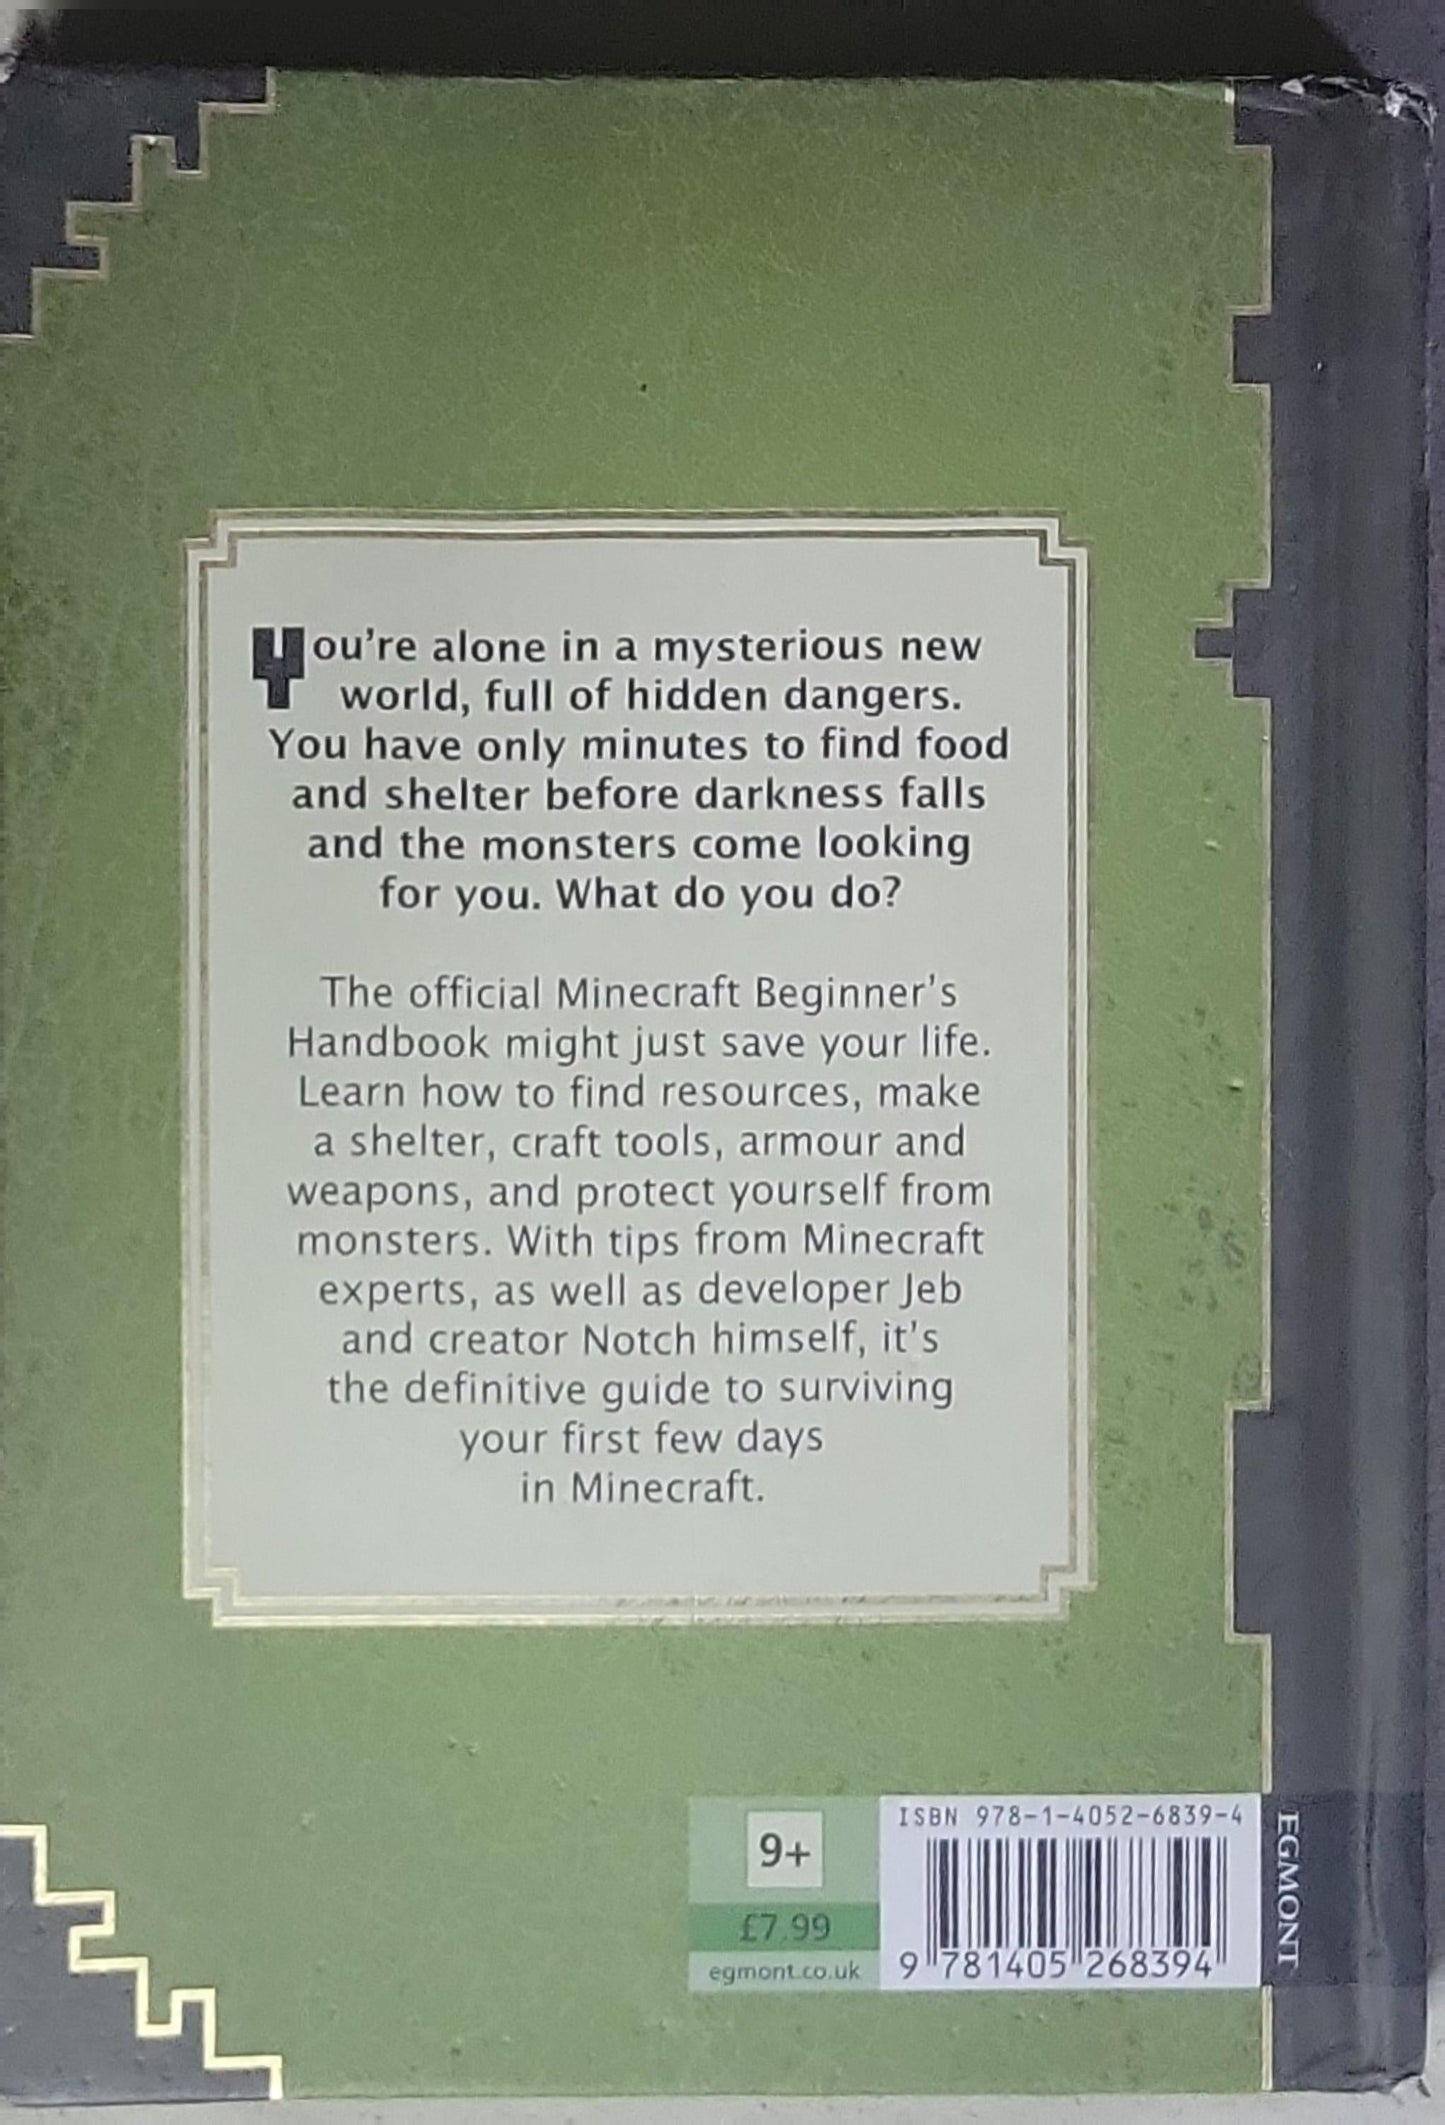 You're alone in a mysterious new
world, full of hidden dangers.
You have only minutes to find food
and shelter before darkness falls
and the monsters come looking
for you. What do you do?
The official Minecraft Beginner's
Handbook might just save your life.
Learn how to find resources, make
a shelter, craft tools, armour and
weapons, and protect yourself from
monsters. With tips from Minecraft
experts, as well as developer Jeb
and creator Notch himself, it's
the definitive guide to surviving
your first few days
in Minecraft.
9+
£7.99
egmont.co.uk
ISBN 978-1-4052-6839-4
9 781405 268394
EGMONT